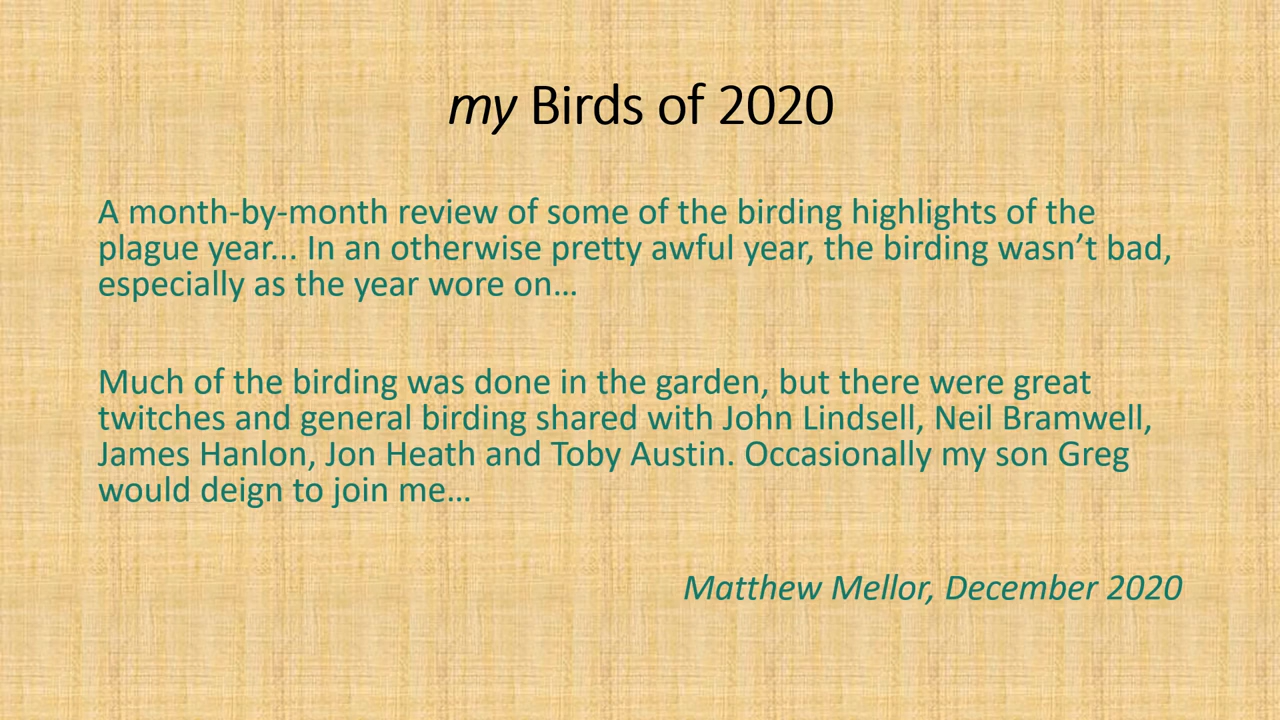 my Birds of 2020
A month-by-month review of some of the birding highlights of the
plague year... In an otherwise pretty awful year, the birding wasn’t bad,
especially as the year wore on…
Much of the birding was done in the garden, but there were great
twitches and general birding shared with John Lindsell, Neil Bramwell,
James Hanlon, Jon Heath and Toby Austin. Occasionally my son Greg
would deign to join me…
Matthew Mellor, December 2020